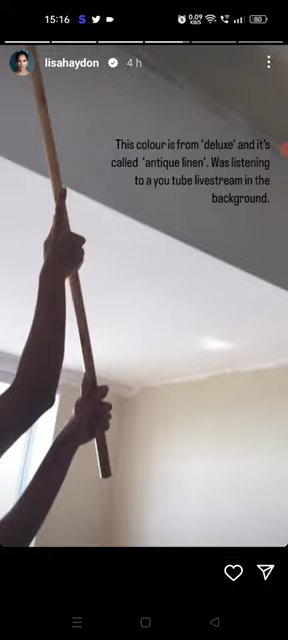 15:16
0.09
KB/S
80
lisahaydon 4 h
This colour is from 'deluxe' and it's
called 'antique linen'. Was listening
to a you tube livestream in the
background.